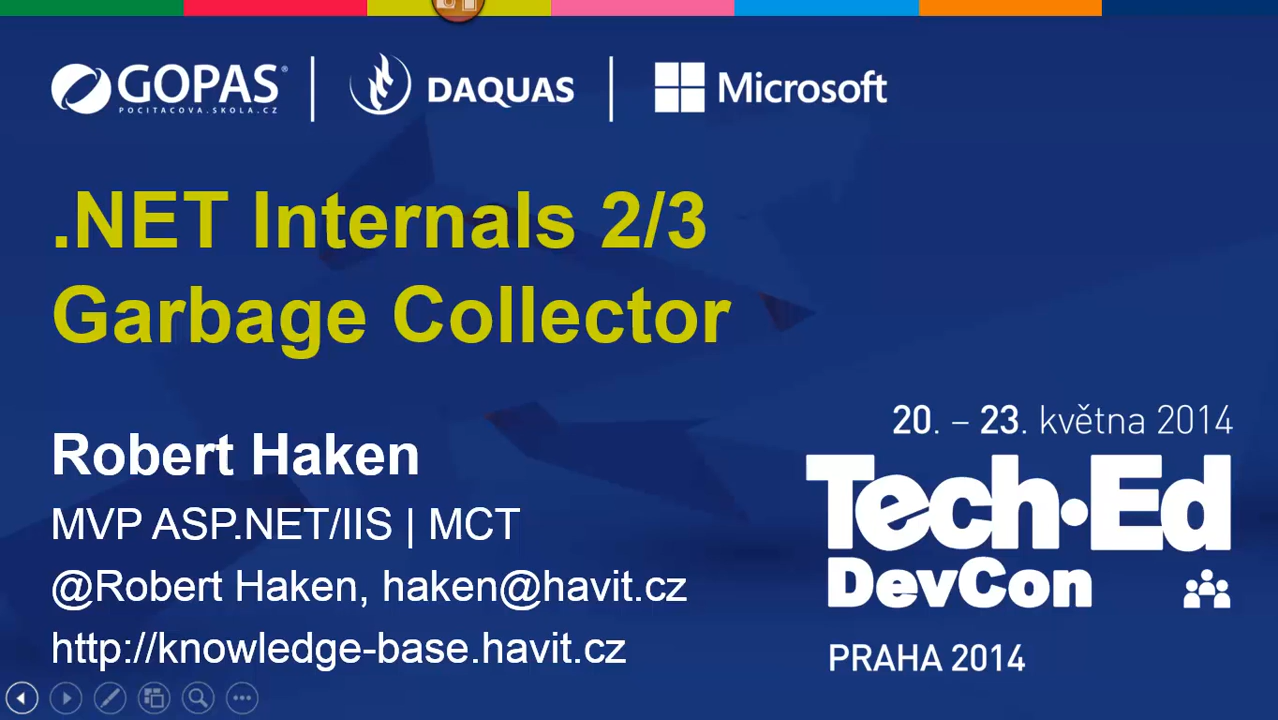 GOPAS®
POCITACOVA.SKOLA.CZ
DAQUAS
Microsoft
.NET Internals 2/3
Garbage Collector
Robert Haken
MVP ASP.NET/IIS | MCT
@Robert Haken, haken@havit.cz
http://knowledge-base.havit.cz
20. – 23. května 2014
Tech•Ed
DevCon
PRAHA 2014